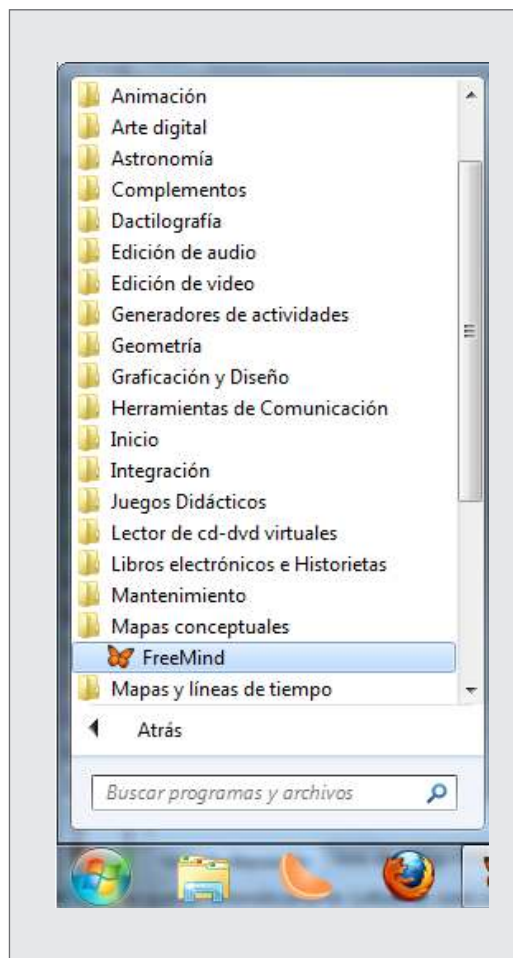 Animación
Arte digital
Astronomía
Complementos
Dactilografía
Edición de audio
Edición de video
Generadores de actividades
Geometría
Graficación y Diseño
Herramientas de Comunicación
Inicio
Integración
Juegos Didácticos
Lector de cd-dvd virtuales
Libros electrónicos e Historietas
Mantenimiento
Mapas conceptuales
FreeMind
Mapas y líneas de tiempo
Atrás
Buscar programas y archivos